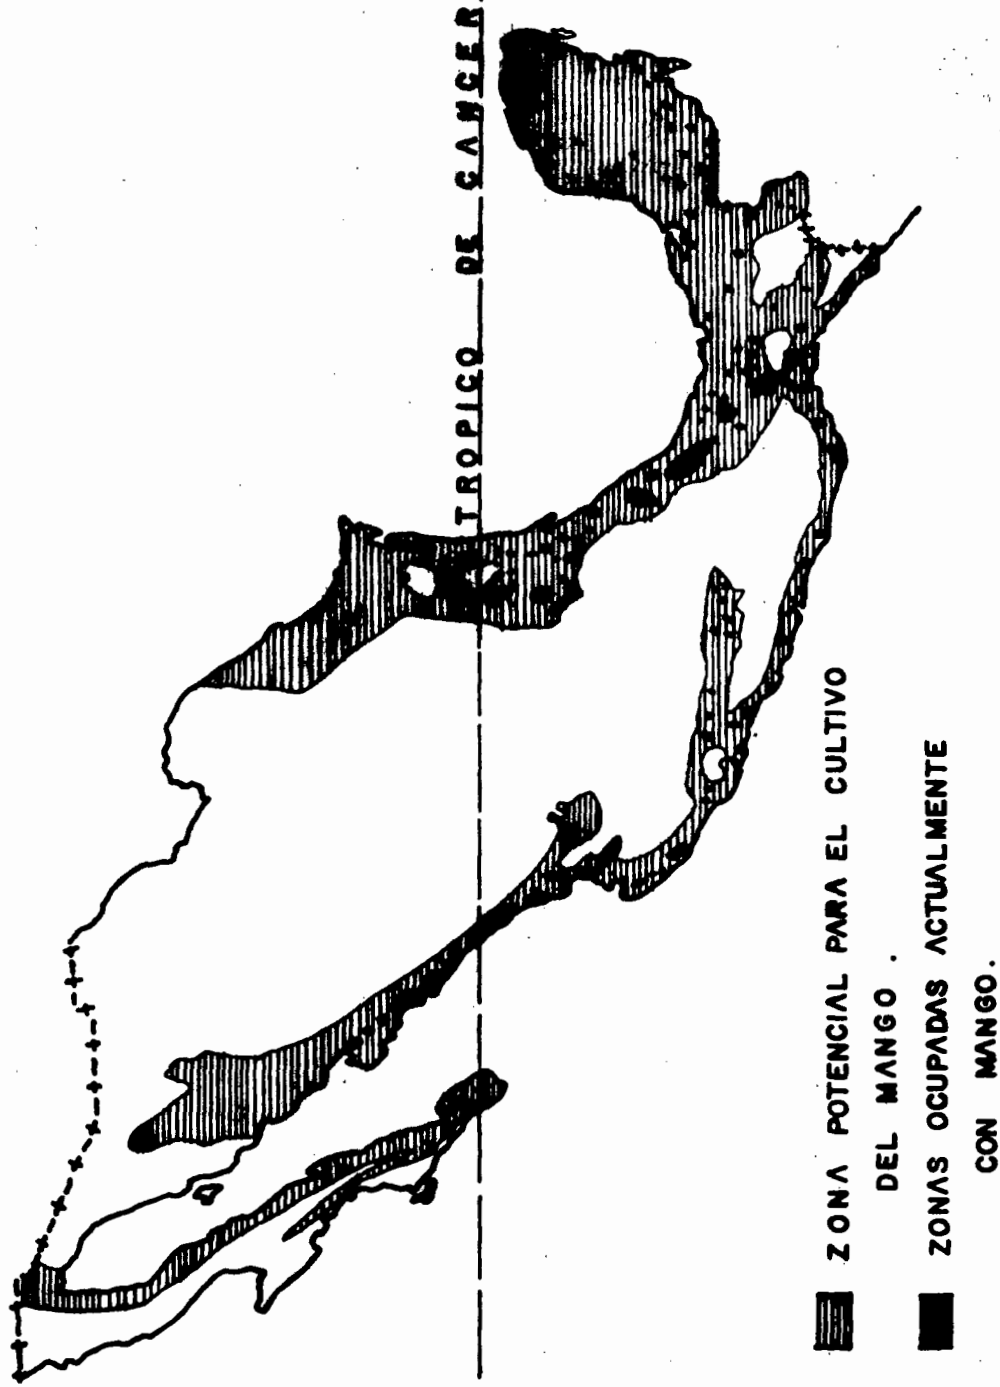 TROPICO DE CANCER.
ZONA POTENCIAL PARA EL CULTIVO
DEL MANGO.
ZONAS OCUPADAS ACTUALMENTE
CON MANGO.